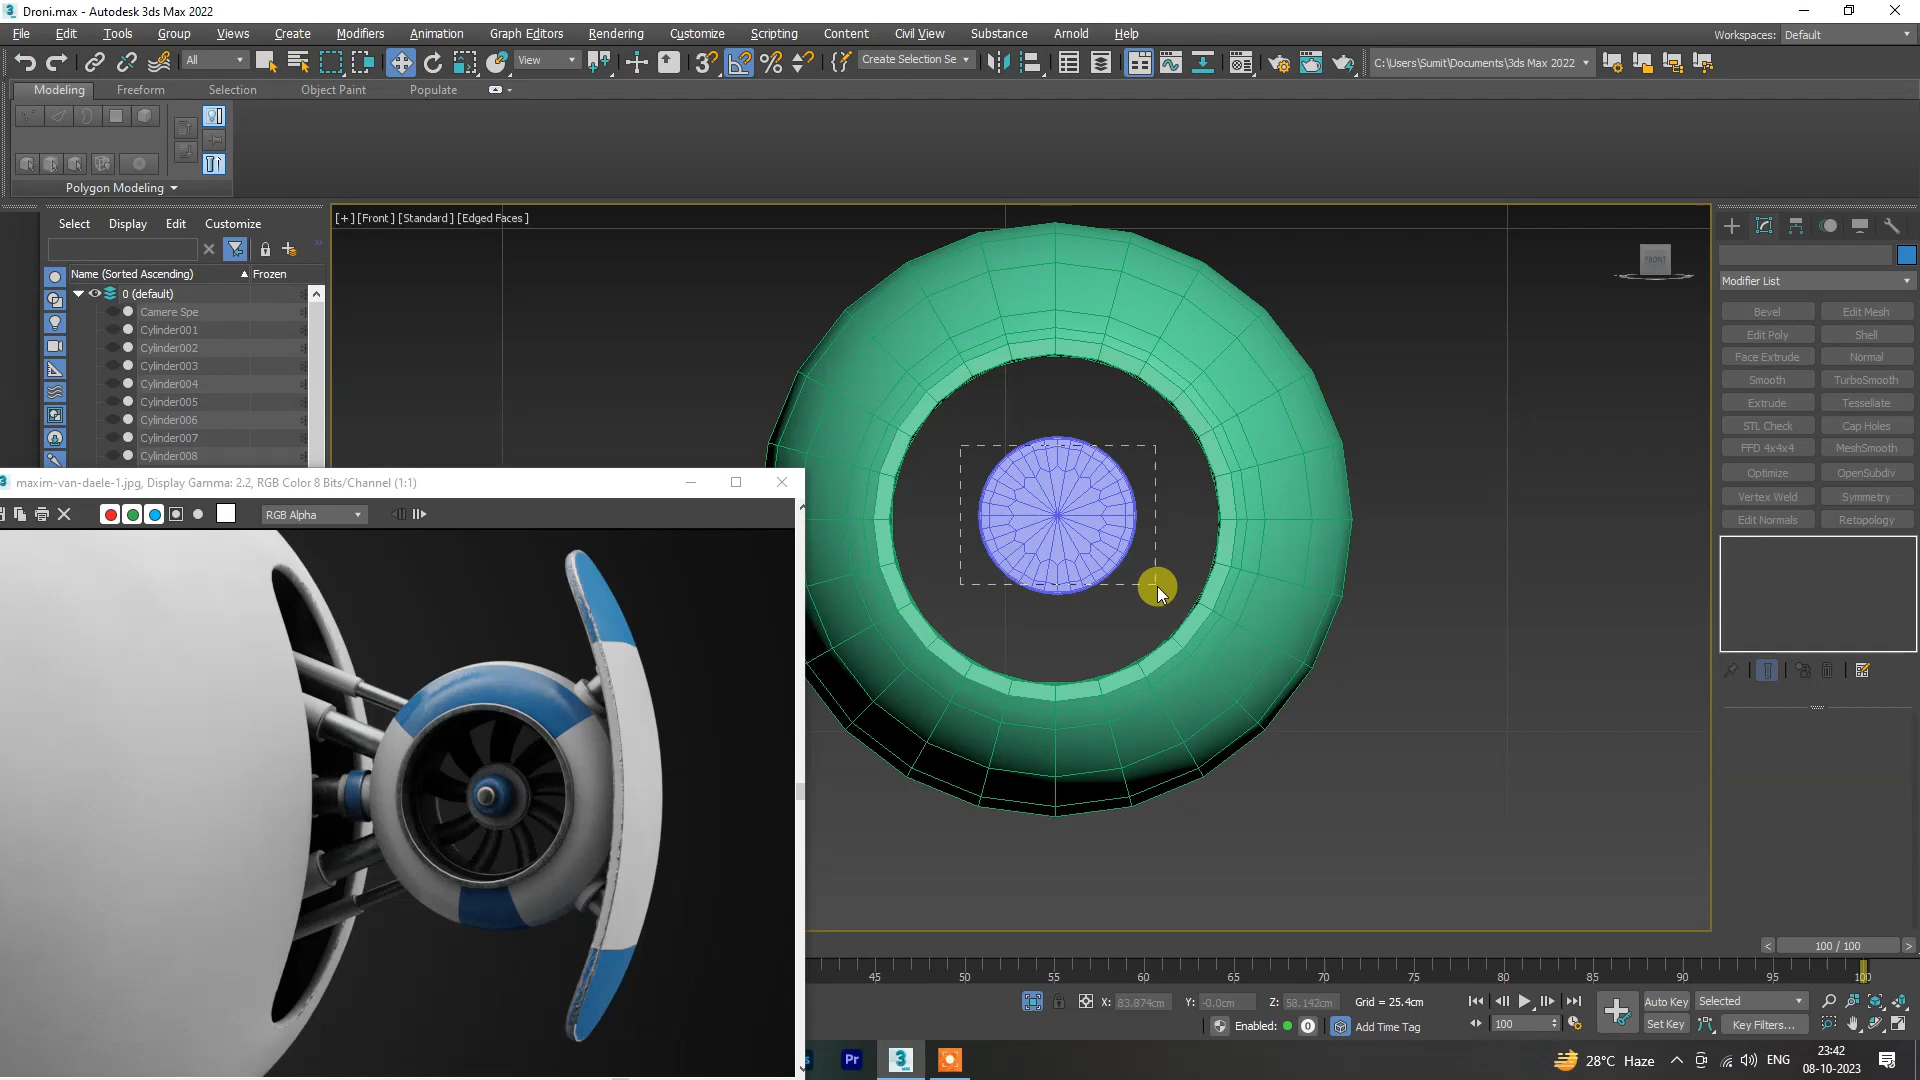 Droni.max - Autodesk 3ds Max 2022
File Edit Tools Group Views Create Modifiers Animation Graph Editors Rendering Customize Scripting Content Civil View Substance Arnold Help
Workspaces: Default
All View Create Selection Se C:\Users\Sumit\Documents\3ds Max 2022
Modeling Freeform Selection Object Paint Populate
Polygon Modeling
Select Display Edit Customize
Name (Sorted Ascending) Frozen
0 (default)
Camere Spe
Cylinder001
Cylinder002
Cylinder003
Cylinder004
Cylinder005
Cylinder006
Cylinder007
Cylinder008
[+] [Front] [Standard] [Edged Faces]
FRONT
Modifier List
Bevel Edit Mesh
Edit Poly Shell
Face Extrude Normal
Smooth TurboSmooth
Extrude Tessellate
STL Check Cap Holes
FFD 4x4x4 MeshSmooth
Optimize OpenSubdiv
Vertex Weld Symmetry
Edit Normals Retopology
maxim-van-daele-1.jpg, Display Gamma: 2.2, RGB Color 8 Bits/Channel (1:1)
RGB Alpha
100 / 100
45 50 55 60 65 70 75 80 85 90 95 100
X: 83.874cm Y: -0.0cm Z: 58.142cm Grid = 25.4cm
Auto Key Selected
Enabled: 0 Add Time Tag
100
Set Key Key Filters...
Pr
3
28°C Haze
ENG
23:42
08-10-2023